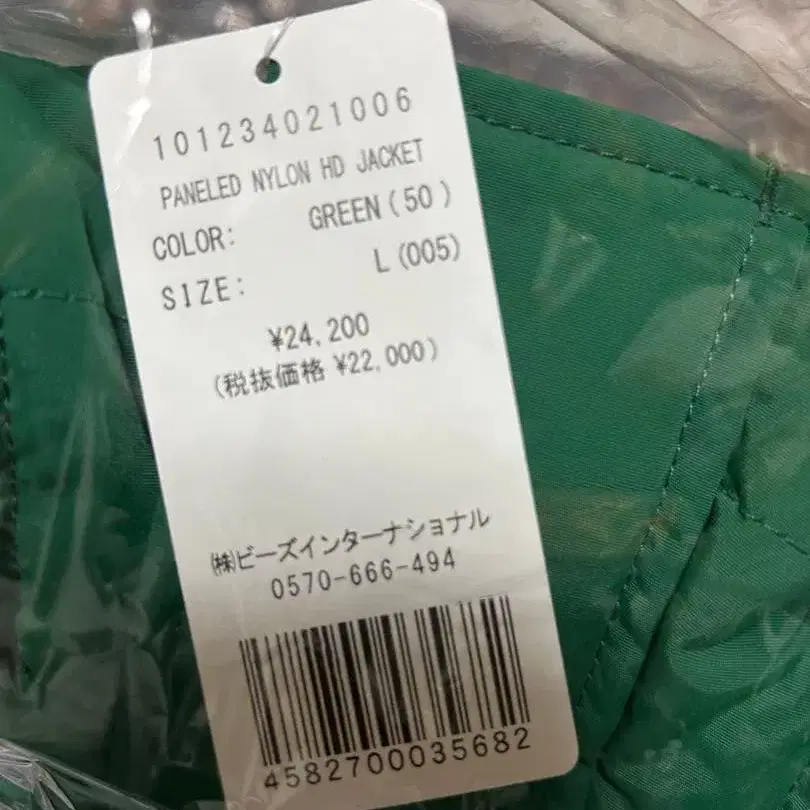 101234021006
PANELED NYLON HD JACKET
COLOR: GREEN(50)
SIZE: L(005)
¥24,200
(税抜価格 ¥22,000)
㈱ビーズインターナショナル
0570-666-494
4582700035682